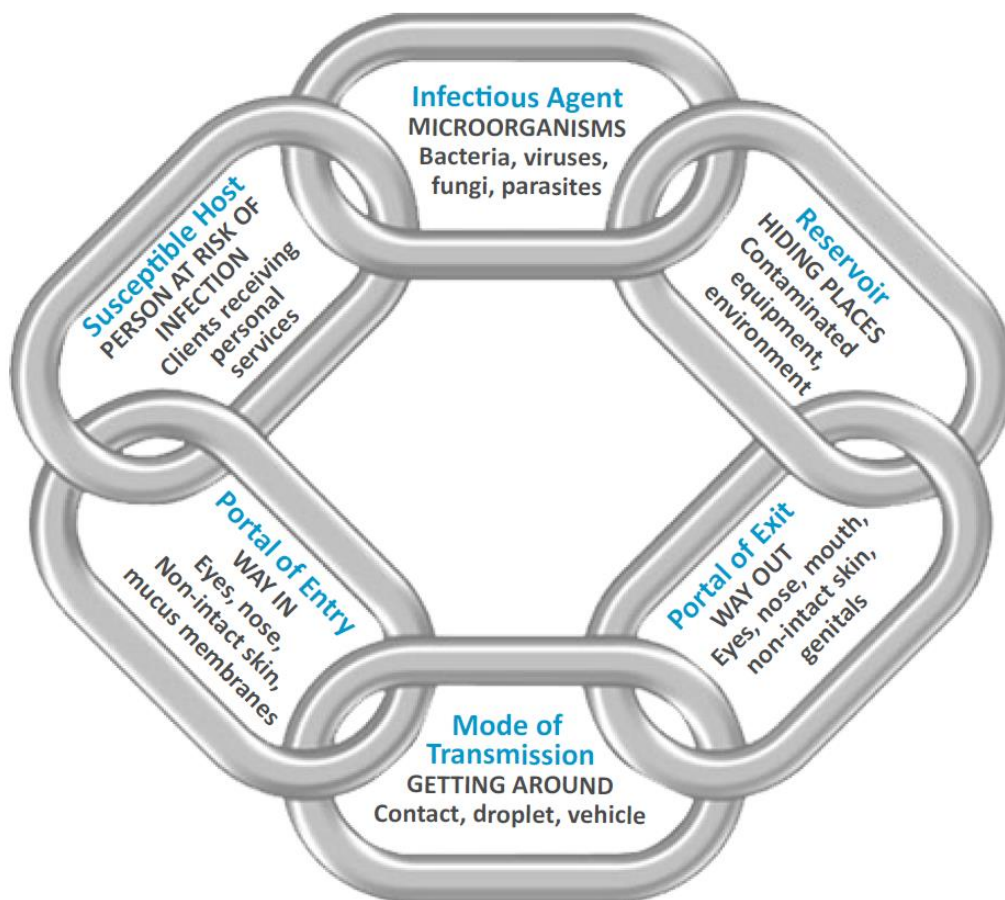 Infectious Agent
MICROORGANISMS
Bacteria, viruses,
fungi, parasites
Reservoir
HIDING PLACES
Contaminated
equipment,
environment
Portal of Exit
WAY OUT
Eyes, nose, mouth,
non-intact skin,
genitals
Mode of
Transmission
GETTING AROUND
Contact, droplet, vehicle
Portal of Entry
WAY IN
Eyes, nose,
Non-intact skin,
mucus membranes
Susceptible Host
PERSON AT RISK OF
INFECTION
Clients receiving
personal
services